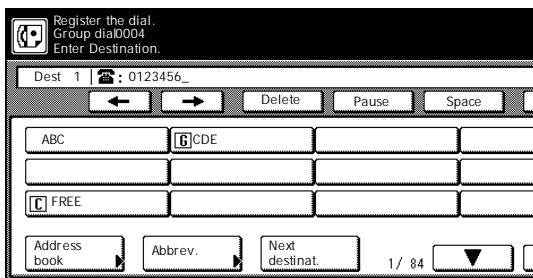 Register the dial.
Group dial0004
Enter Destination.
Dest 1 ☎: 0123456_
Delete Pause Space
ABC G CDE
C FREE
Address book Abbrev. Next destinat. 1/ 84